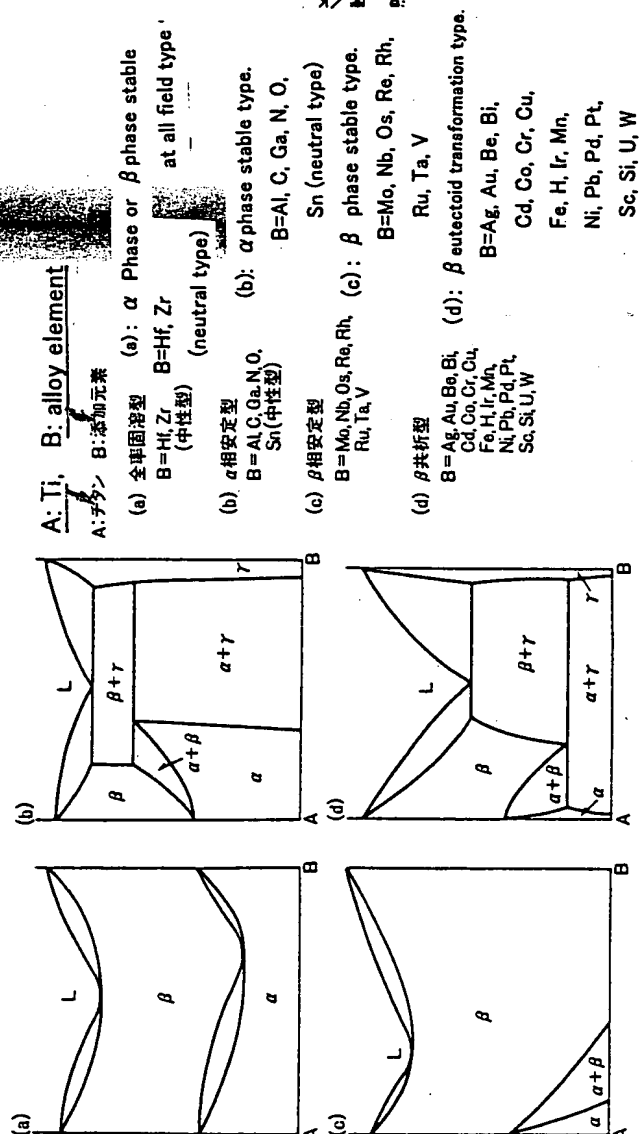 (a)
L
β
α
A
B
(b)
L
β
β+γ
α+β
α
α+γ
γ
A
B
(c)
L
β
α
α+β
A
B
(d)
L
β
β+γ
α+β
α
α+γ
γ
A
B
A: Ti, B: alloy element
A:チタン B:添加元素
(a) 全率固溶型
B=Hf, Zr
(中性型)
(b) α相安定型
B=Al, C, Ga, N, O,
Sn(中性型)
(c) β相安定型
B=Mo, Nb, Os, Re, Rh,
Ru, Ta, V
(d) β共析型
B=Ag, Au, Be, Bi,
Cd, Co, Cr, Cu,
Fe, H, Ir, Mn,
Ni, Pb, Pd, Pt,
Sc, Si, U, W
(a): α Phase or β phase stable
B=Hf, Zr at all field type
(neutral type)
(b): α phase stable type.
B=Al, C, Ga, N, O,
Sn (neutral type)
(c): β phase stable type.
B=Mo, Nb, Os, Re, Rh,
Ru, Ta, V
(d): β eutectoid transformation type.
B=Ag, Au, Be, Bi,
Cd, Co, Cr, Cu,
Fe, H, Ir, Mn,
Ni, Pb, Pd, Pt,
Sc, Si, U, W